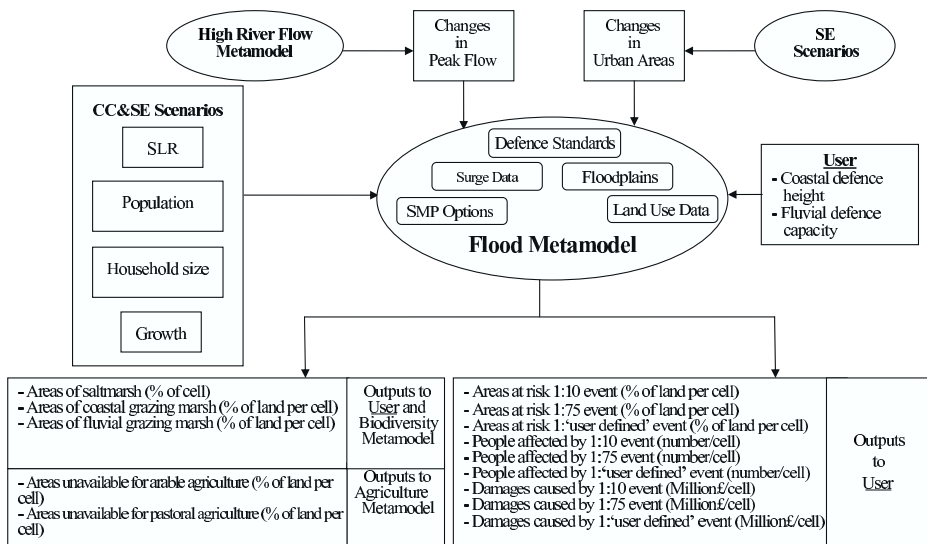 High River Flow
Metamodel
Changes
in
Peak Flow
Changes
in
Urban Areas
SE
Scenarios
CC&SE Scenarios
SLR
Population
Household size
Growth
Defence Standards
Surge Data
Floodplains
SMP Options
Land Use Data
Flood Metamodel
User
- Coastal defence
height
- Fluvial defence
capacity
- Areas of saltmarsh (% of cell)
- Areas of coastal grazing marsh (% of land per cell)
- Areas of fluvial grazing marsh (% of land per cell)
Outputs to
User and
Biodiversity
Metamodel
- Areas unavailable for arable agriculture (% of land per
cell)
- Areas unavailable for pastoral agriculture (% of land per
cell)
Outputs to
Agriculture
Metamodel
- Areas at risk 1:10 event (% of land per cell)
- Areas at risk 1:75 event (% of land per cell)
- Areas at risk 1:‘user defined’ event (% of land per cell)
- People affected by 1:10 event (number/cell)
- People affected by 1:75 event (number/cell)
- People affected by 1:‘user defined’ event (number/cell)
- Damages caused by 1:10 event (Million£/cell)
- Damages caused by 1:75 event (Million£/cell)
- Damages caused by 1:‘user defined’ event (Million£/cell)
Outputs
to
User